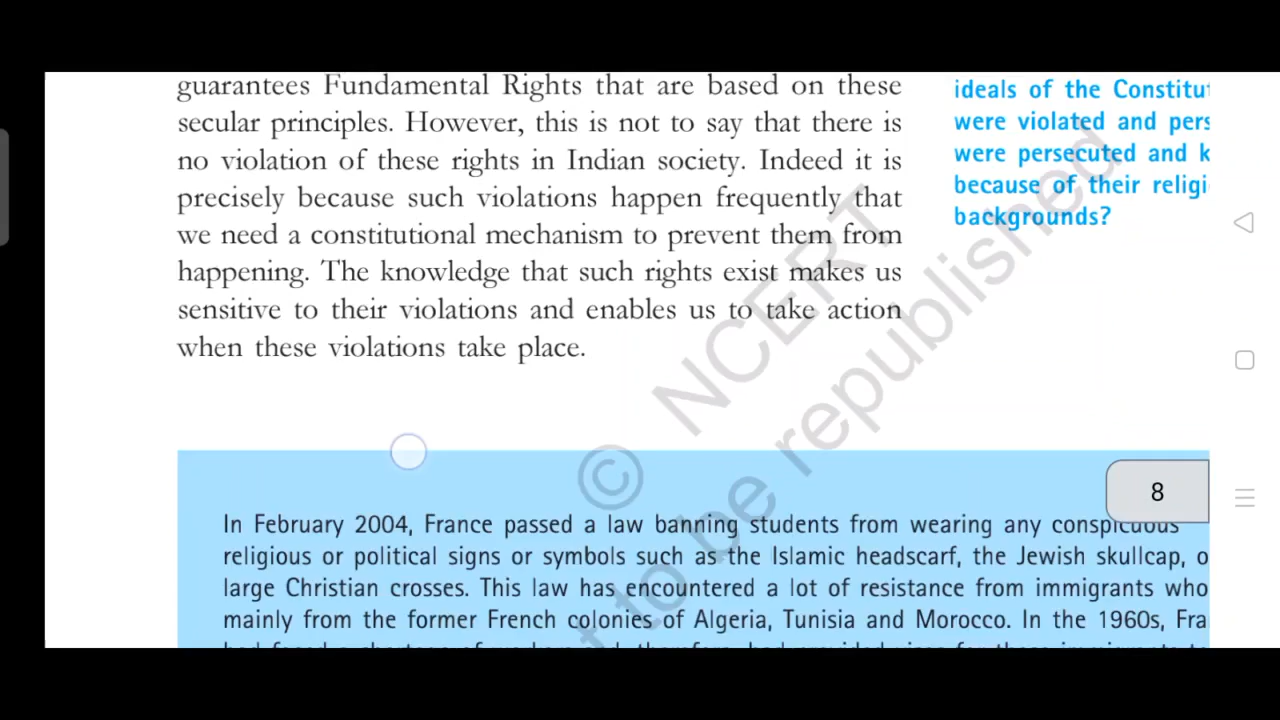 guarantees Fundamental Rights that are based on these
secular principles. However, this is not to say that there is
no violation of these rights in Indian society. Indeed it is
precisely because such violations happen frequently that
we need a constitutional mechanism to prevent them from
happening. The knowledge that such rights exist makes us
sensitive to their violations and enables us to take action
when these violations take place.
ideals of the Constitu
were violated and pers
were persecuted and k
because of their religi
backgrounds?
© NCERT
t to be republished
8
In February 2004, France passed a law banning students from wearing any conspicuous
religious or political signs or symbols such as the Islamic headscarf, the Jewish skullcap, o
large Christian crosses. This law has encountered a lot of resistance from immigrants who
mainly from the former French colonies of Algeria, Tunisia and Morocco. In the 1960s, Fra